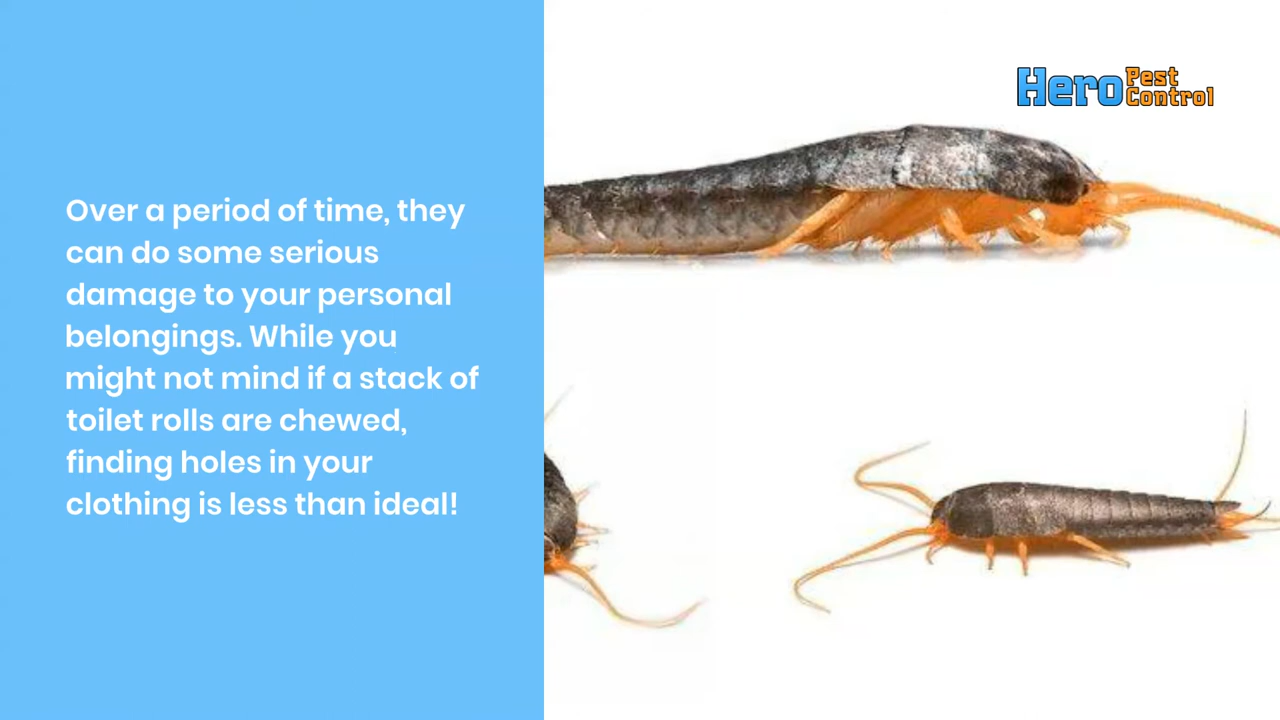 Hero Pest Control
Over a period of time, they
can do some serious
damage to your personal
belongings. While you
might not mind if a stack of
toilet rolls are chewed,
finding holes in your
clothing is less than ideal!